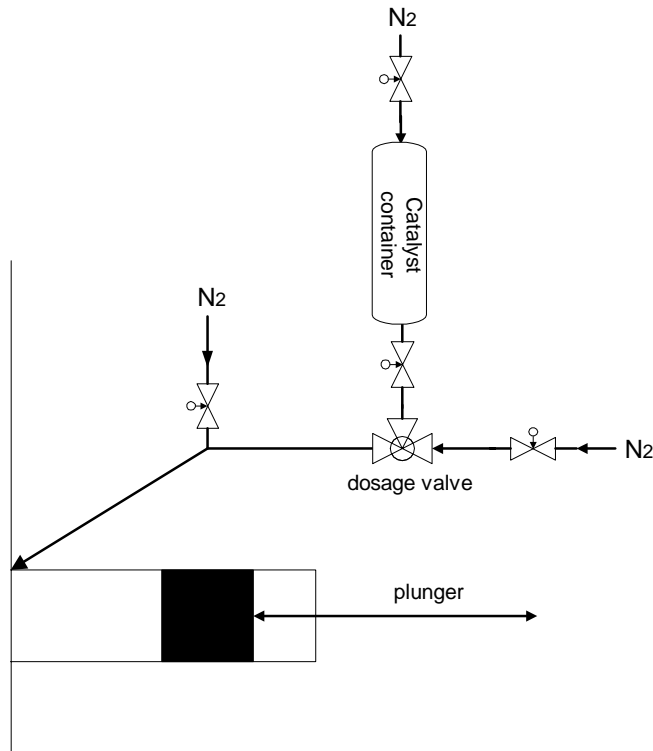 N2
Catalyst
container
N2
N2
dosage valve
plunger